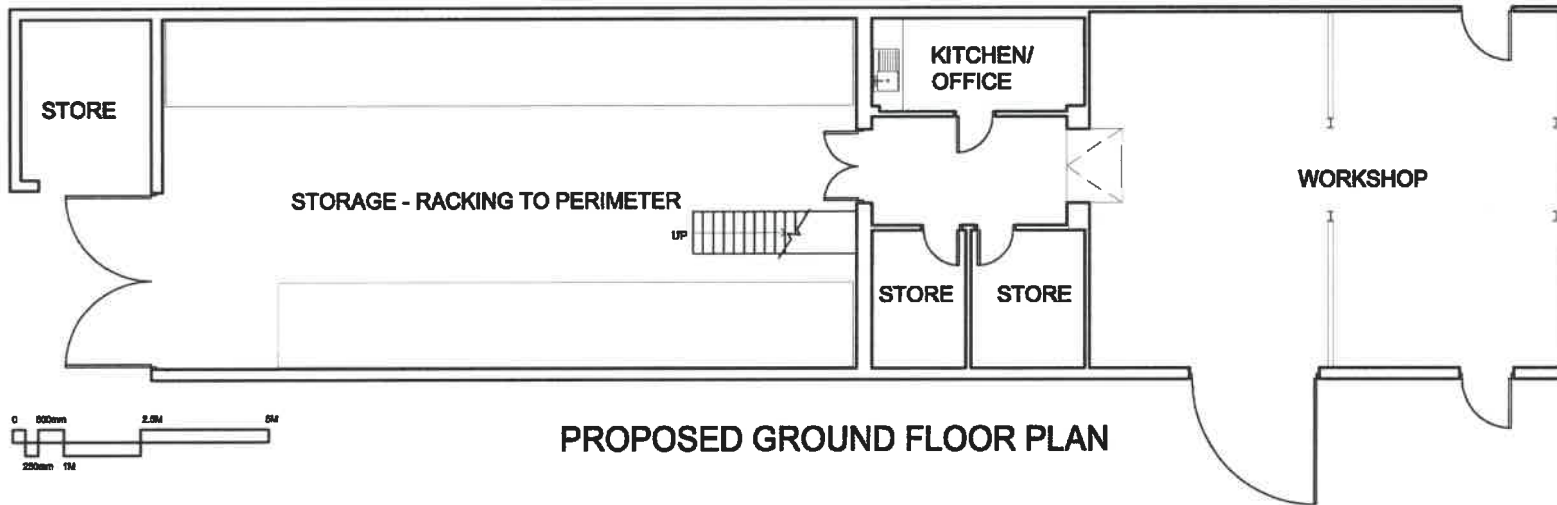 KITCHEN/
OFFICE
STORE
STORAGE - RACKING TO PERIMETER
WORKSHOP
UP
STORE
STORE
0 500mm 2.5M 5M
250mm 1M
PROPOSED GROUND FLOOR PLAN